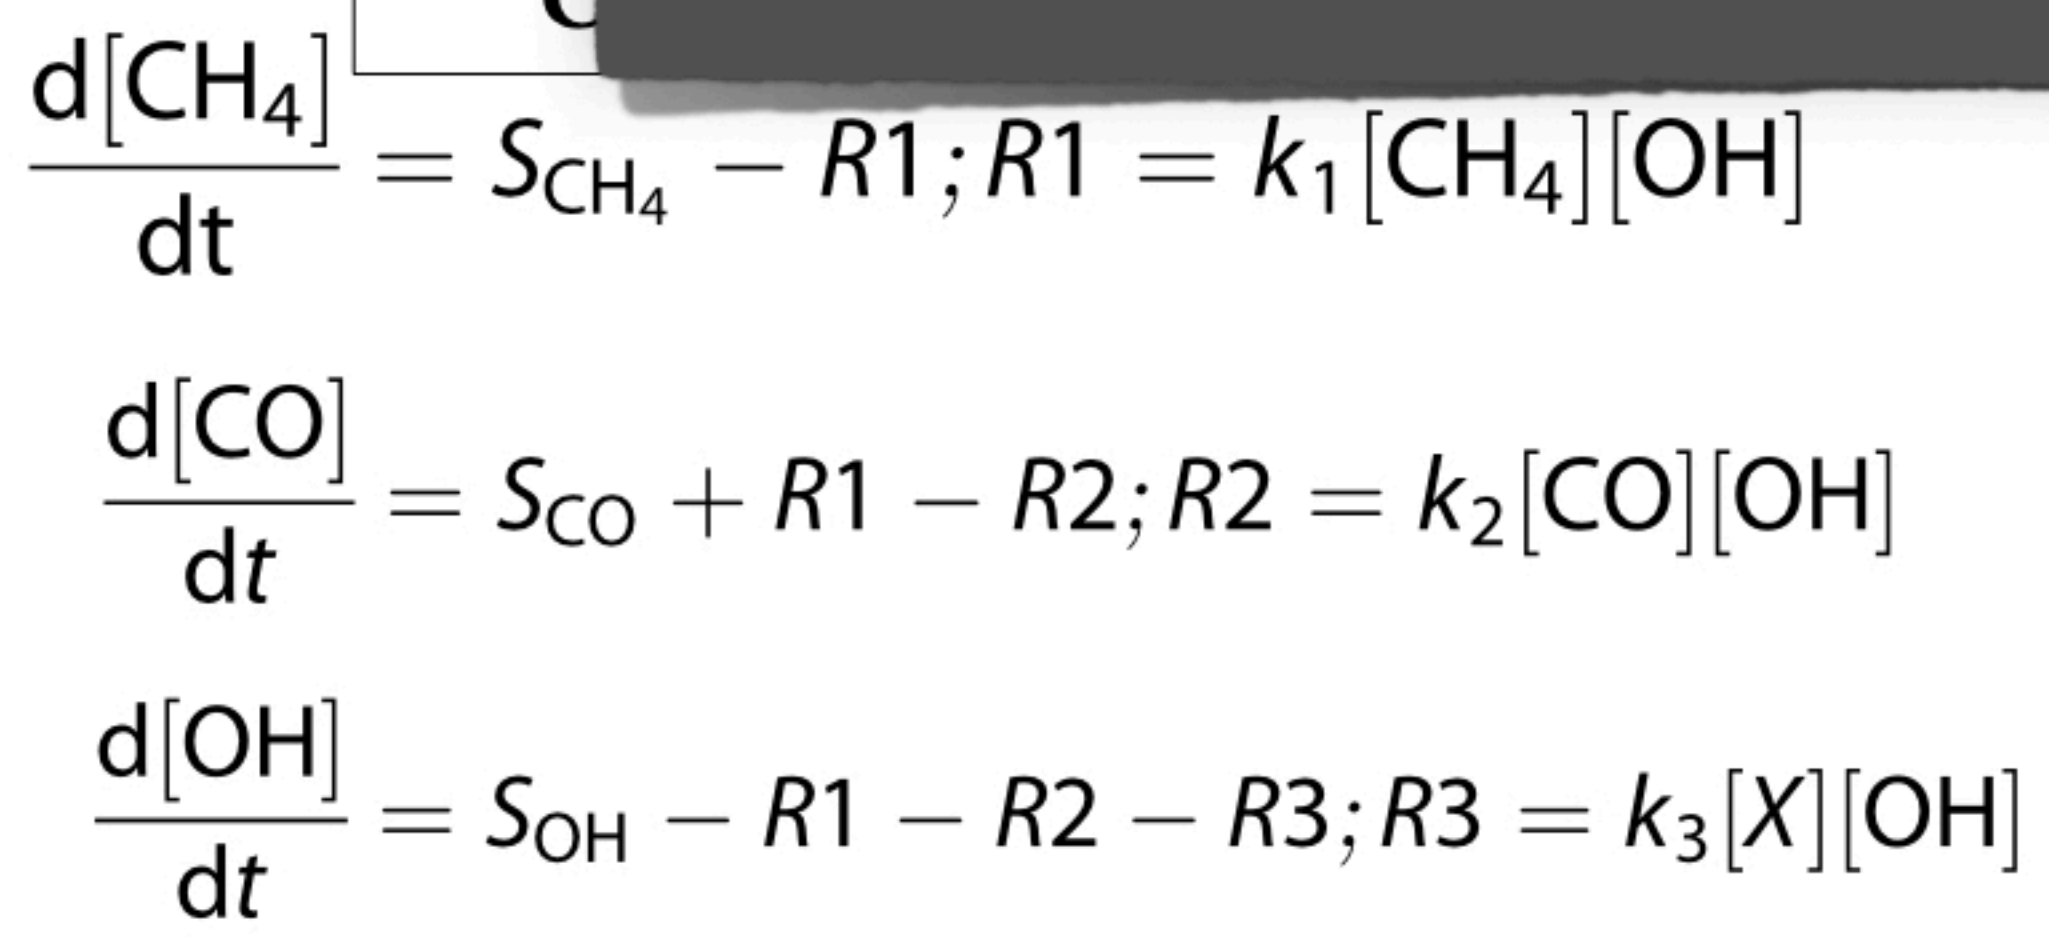 d[CH₄]/dt = S_CH₄ − R1; R1 = k₁[CH₄][OH]
d[CO]/dt = S_CO + R1 − R2; R2 = k₂[CO][OH]
d[OH]/dt = S_OH − R1 − R2 − R3; R3 = k₃[X][OH]